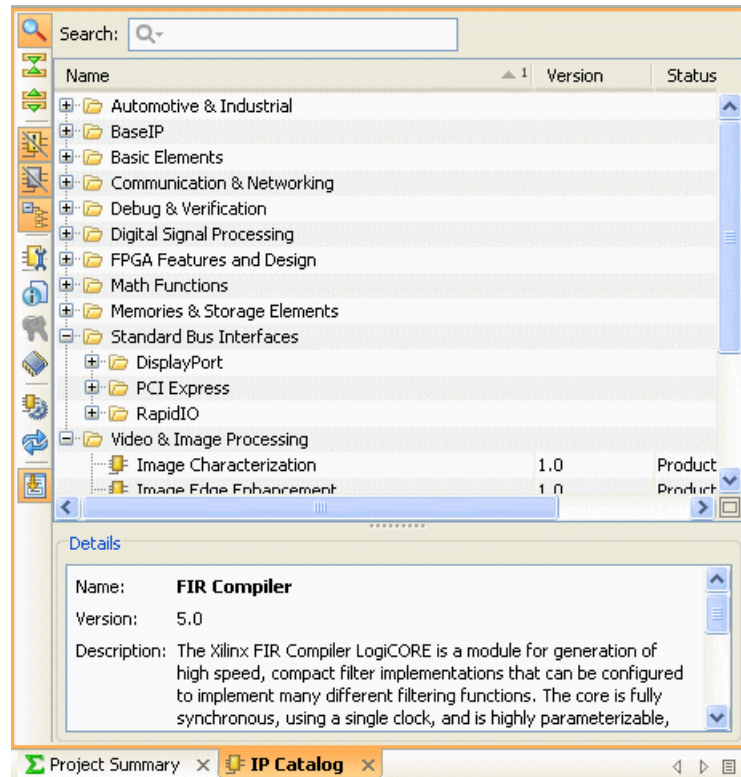 Search:
Name 1 Version Status
Automotive & Industrial
BaseIP
Basic Elements
Communication & Networking
Debug & Verification
Digital Signal Processing
FPGA Features and Design
Math Functions
Memories & Storage Elements
Standard Bus Interfaces
DisplayPort
PCI Express
RapidIO
Video & Image Processing
Image Characterization 1.0 Product
Image Edge Enhancement 1.0 Product
Details
Name: FIR Compiler
Version: 5.0
Description: The Xilinx FIR Compiler LogiCORE is a module for generation of
high speed, compact filter implementations that can be configured
to implement many different filtering functions. The core is fully
synchronous, using a single clock, and is highly parameterizable,
Project Summary IP Catalog